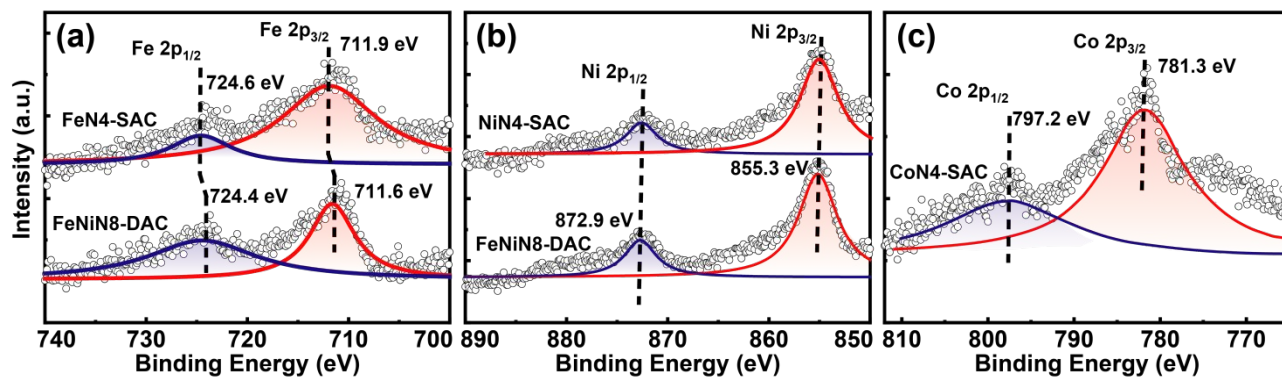 Intensity (a.u.)
(a)
Fe 2p1/2
Fe 2p3/2
711.9 eV
724.6 eV
FeN4-SAC
724.4 eV
711.6 eV
FeNiN8-DAC
740 730 720 710 700
Binding Energy (eV)
(b)
Ni 2p3/2
Ni 2p1/2
NiN4-SAC
855.3 eV
872.9 eV
FeNiN8-DAC
890 880 870 860 850
Binding Energy (eV)
(c)
Co 2p3/2
781.3 eV
Co 2p1/2
797.2 eV
CoN4-SAC
810 800 790 780 770
Binding Energy (eV)